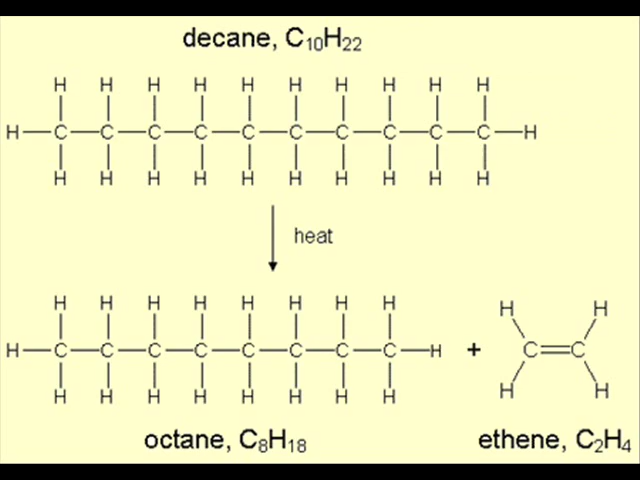 decane, C₁₀H₂₂
H H H H H H H H H H
H C C C C C C C C C C H
H H H H H H H H H H
heat
H H H H H H H H H H
H C C C C C C C C H + C C
H H H H H H H H H H
octane, C₈H₁₈ ethene, C₂H₄